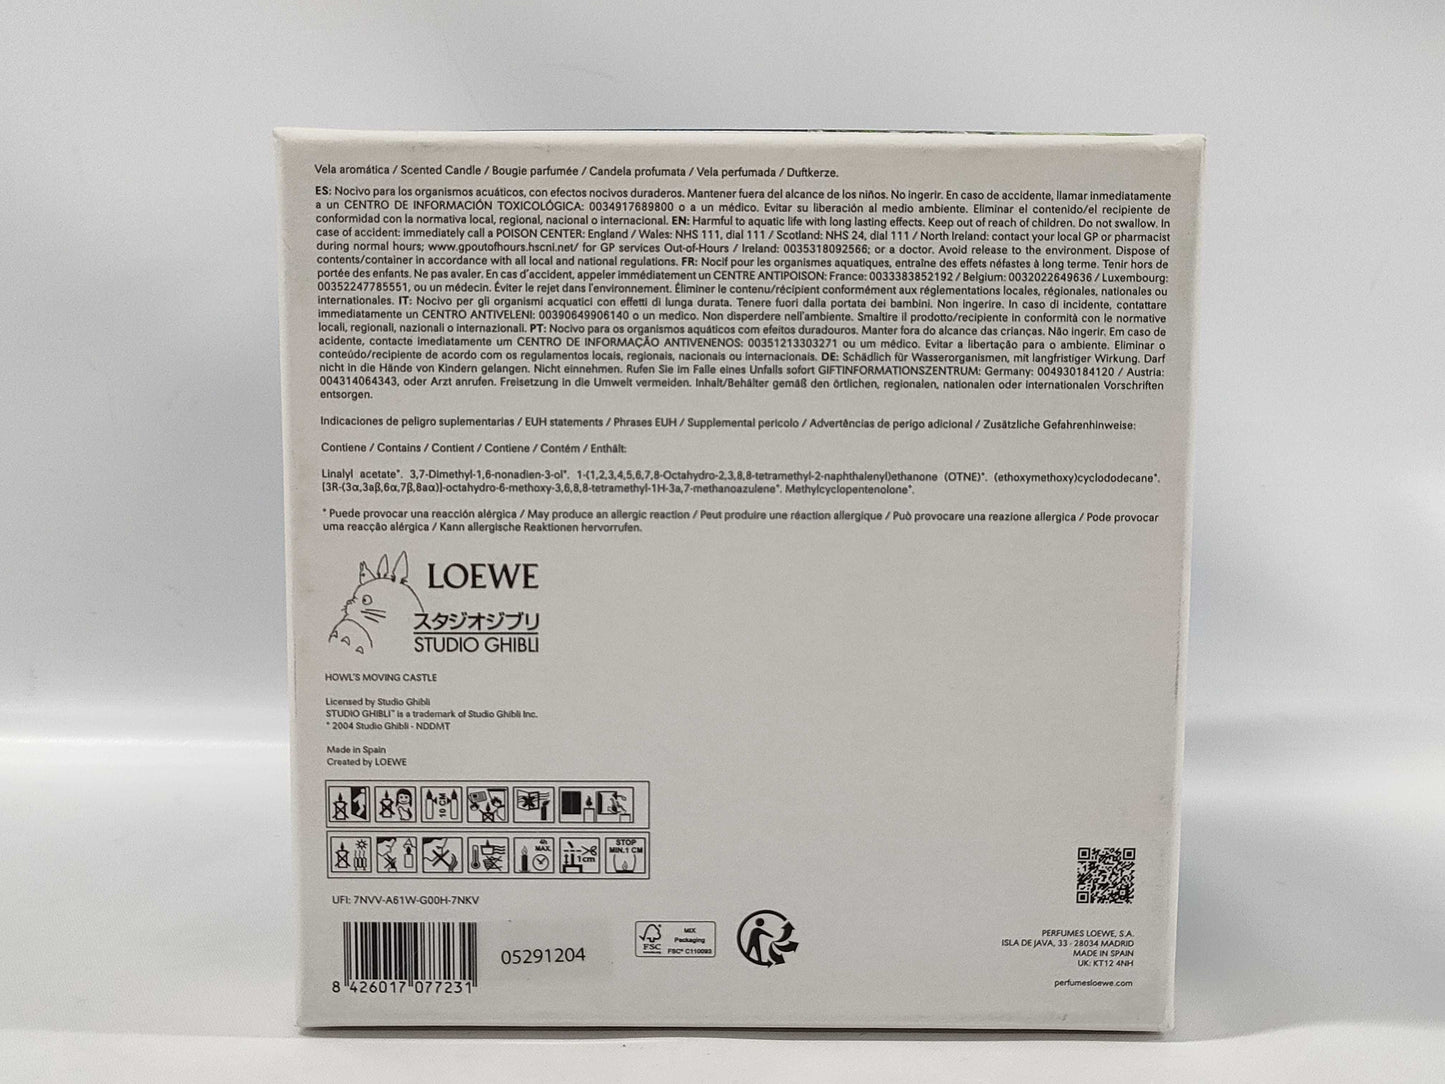 Vela aromática / Scented Candle / Bougie parfumée / Candela profumata / Vela perfumada / Duftkerze.
ES: Nocivo para los organismos acuáticos, con efectos nocivos duraderos. Mantener fuera del alcance de los niños. No ingerir. En caso de accidente, llamar inmediatamente
a un CENTRO DE INFORMACIÓN TOXICOLÓGICA: 0034917689800 o a un médico. Evitar su liberación al medio ambiente. Eliminar el contenido/el recipiente de
conformidad con la normativa local, regional, nacional o internacional. EN: Harmful to aquatic life with long lasting effects. Keep out of reach of children. Do not swallow. In
case of accident: immediately call a POISON CENTER: England / Wales: NHS 111, dial 111 / Scotland: NHS 24, dial 111 / North Ireland: contact your local GP or pharmacist
during normal hours; www.gpoutofhours.hscni.net/ for GP services Out-of-Hours / Ireland: 0035318092566; or a doctor. Avoid release to the environment. Dispose of
contents/container in accordance with all local and national regulations. FR: Nocif pour les organismes aquatiques, entraîne des effets néfastes à long terme. Tenir hors de
portée des enfants. Ne pas avaler. En cas d'accident, appeler immédiatement un CENTRE ANTIPOISON: France: 0033383852192 / Belgium: 0032022649636 / Luxembourg:
00352247785551, ou un médecin. Éviter le rejet dans l'environnement. Éliminer le contenu/récipient conformément aux réglementations locales, régionales, nationales ou
internationales. IT: Nocivo per gli organismi acquatici con effetti di lunga durata. Tenere fuori dalla portata dei bambini. Non ingerire. In caso di incidente, contattare
immediatamente un CENTRO ANTIVELENI: 00390649906140 o un medico. Non disperdere nell'ambiente. Smaltire il prodotto/recipiente in conformità con le normative
locali, regionali, nazionali o internazionali. PT: Nocivo para os organismos aquáticos com efeitos duradouros. Manter fora do alcance das crianças. Não ingerir. Em caso de
acidente, contacte imediatamente um CENTRO DE INFORMAÇÃO ANTIVENENOS: 00351213303271 ou um médico. Evitar a libertação para o ambiente. Eliminar o
conteúdo/recipiente de acordo com os regulamentos locais, regionais, nacionais ou internacionais. DE: Schädlich für Wasserorganismen, mit langfristiger Wirkung. Darf
nicht in die Hände von Kindern gelangen. Nicht einnehmen. Rufen Sie im Falle eines Unfalls sofort GIFTINFORMATIONSZENTRUM: Germany: 004930184120 / Austria:
004314064343, oder Arzt anrufen. Freisetzung in die Umwelt vermeiden. Inhalt/Behälter gemäß den örtlichen, regionalen, nationalen oder internationalen Vorschriften
entsorgen.
Indicaciones de peligro suplementarias / EUH statements / Phrases EUH / Supplemental pericolo / Advertências de perigo adicional / Zusätzliche Gefahrenhinweise:
Contiene / Contains / Contient / Contiene / Contém / Enthält:
Linalyl acetate*. 3,7-Dimethyl-1,6-nonadien-3-ol*. 1-(1,2,3,4,5,6,7,8-Octahydro-2,3,8,8-tetramethyl-2-naphthalenyl)ethanone (OTNE)*. (ethoxymethoxy)cyclododecane*.
[3R-(3α,3aβ,6α,7β,8aα)]-octahydro-6-methoxy-3,6,8,8-tetramethyl-1H-3a,7-methanoazulene*. Methylcyclopentenolone*.
* Puede provocar una reacción alérgica / May produce an allergic reaction / Peut produire une réaction allergique / Può provocare una reazione allergica / Pode provocar
uma reacção alérgica / Kann allergische Reaktionen hervorrufen.
LOEWE
スタジオジブリ
STUDIO GHIBLI
HOWL'S MOVING CASTLE
Licensed by Studio Ghibli
STUDIO GHIBLI™ is a trademark of Studio Ghibli Inc.
© 2004 Studio Ghibli - NDDMT
Made in Spain
Created by LOEWE
10 CM
4h MAX.
1cm
STOP
MIN.1 CM
UFI: 7NVV-A61W-G00H-7NKV
8 426017 077231
05291204
FSC
MIX
Packaging
FSC® C110093
PERFUMES LOEWE, S.A.
ISLA DE JAVA, 33 - 28034 MADRID
MADE IN SPAIN
UK: KT12 4NH
perfumesloewe.com